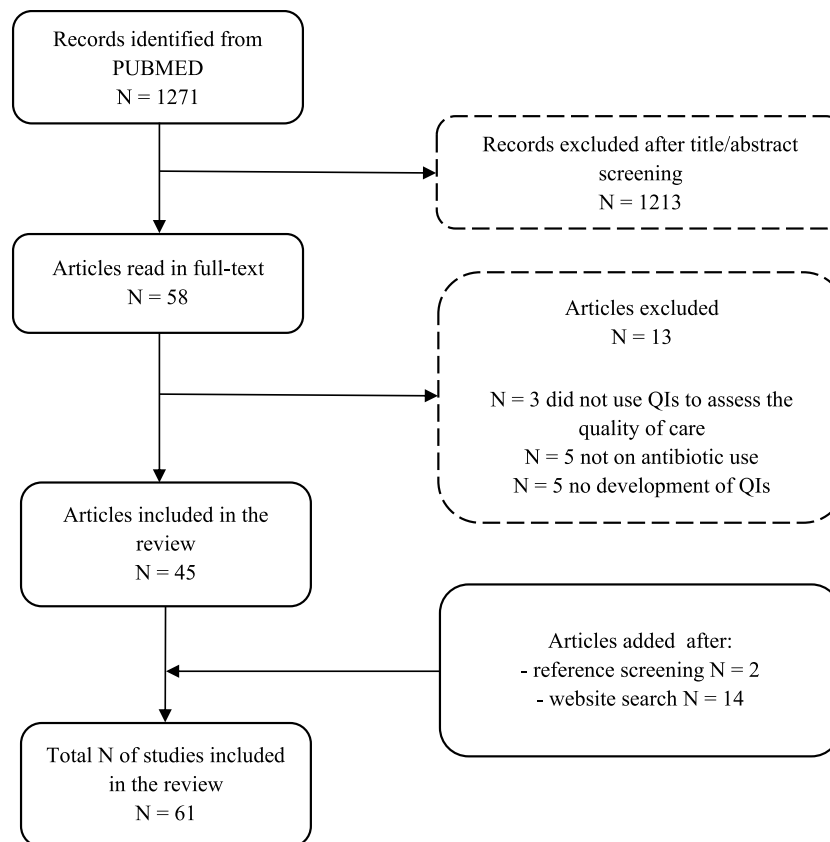 Records identified from
PUBMED
N = 1271
Records excluded after title/abstract
screening
N = 1213
Articles read in full-text
N = 58
Articles excluded
N = 13
N = 3 did not use QIs to assess the
quality of care
N = 5 not on antibiotic use
N = 5 no development of QIs
Articles included in the
review
N = 45
Articles added after:
- reference screening N = 2
- website search N = 14
Total N of studies included
in the review
N = 61